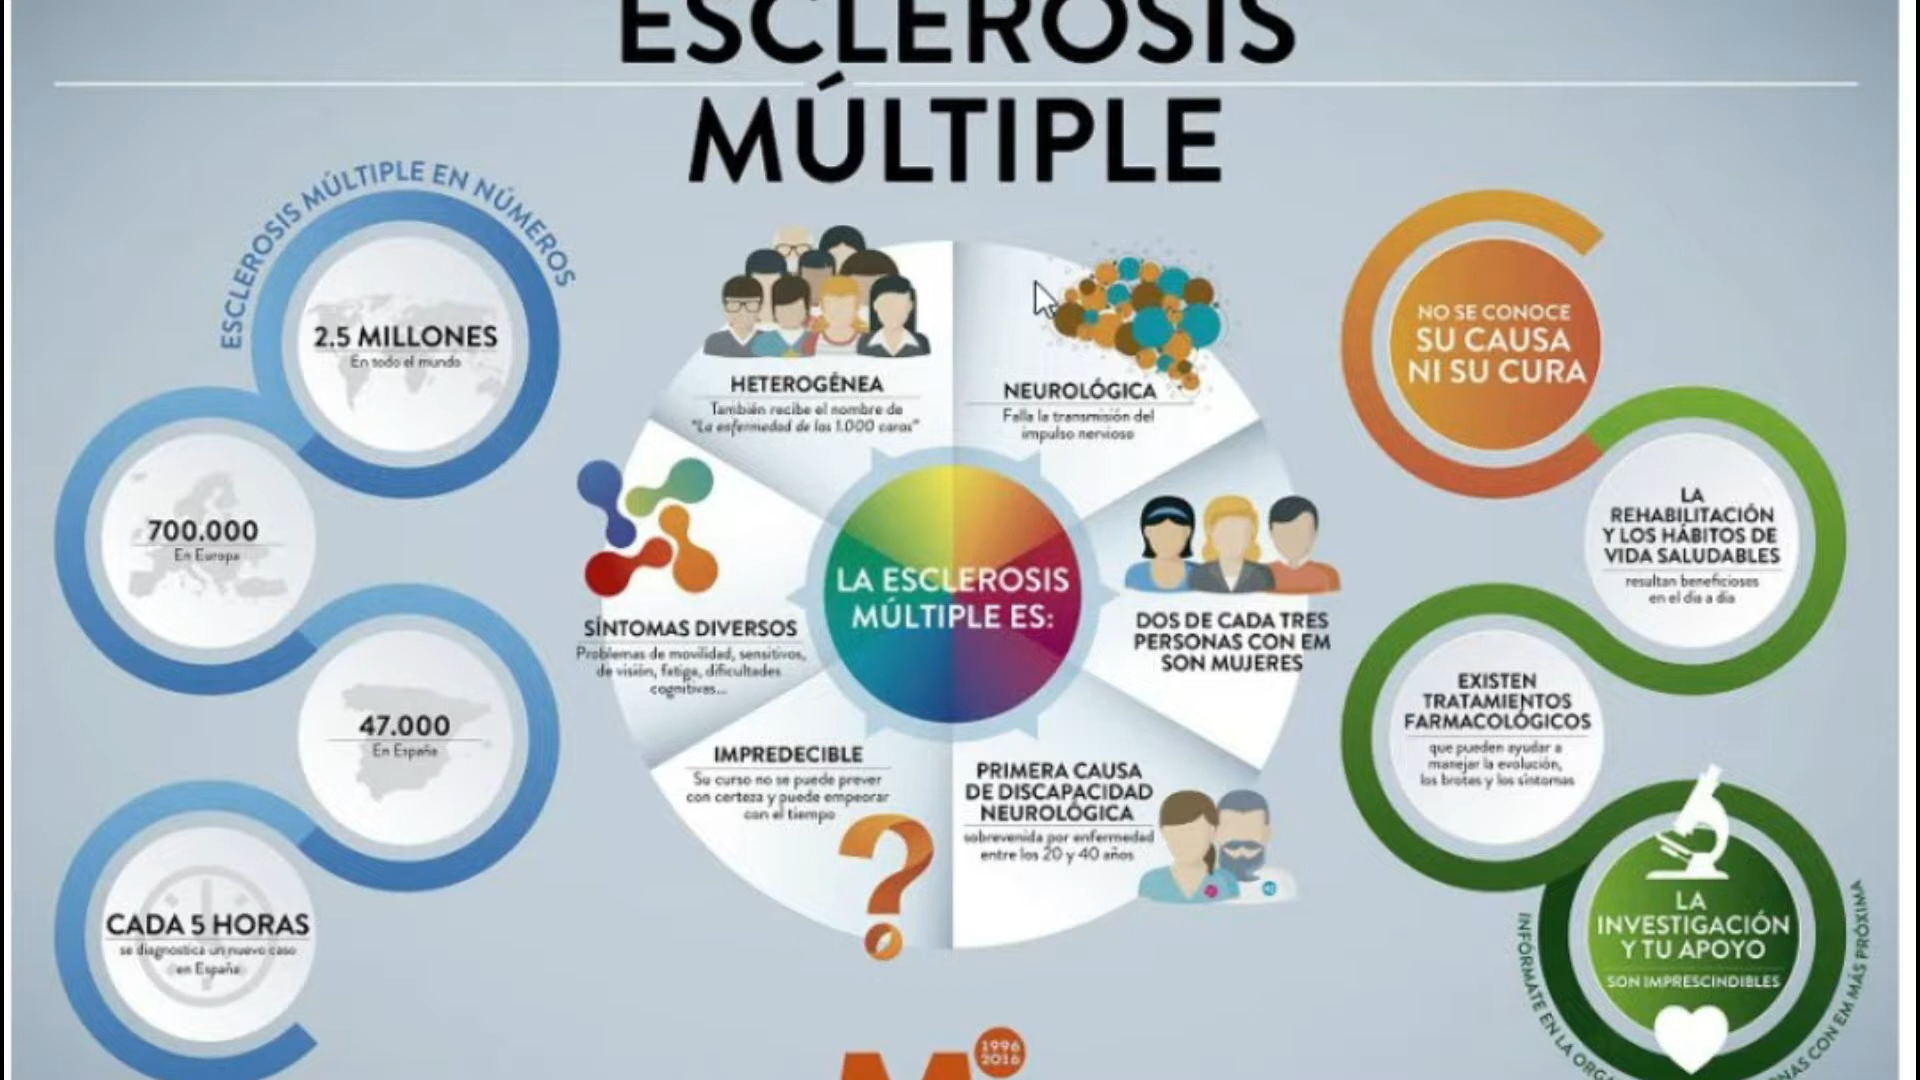 ESCLEROSIS
MÚLTIPLE
ESCLEROSIS MÚLTIPLE EN NÚMEROS
2.5 MILLONES
En todo el mundo
700.000
En Europa
47.000
En España
CADA 5 HORAS
se diagnostica un nuevo caso
en España
HETEROGÉNEA
También recibe el nombre de
"La enfermedad de las 1.000 caras"
NEUROLÓGICA
Falla la transmisión del
impulso nervioso
SÍNTOMAS DIVERSOS
Problemas de movilidad, sensitivos,
de visión, fatiga, dificultades
cognitivas...
LA ESCLEROSIS
MÚLTIPLE ES:
DOS DE CADA TRES
PERSONAS CON EM
SON MUJERES
IMPREDECIBLE
Su curso no se puede prever
con certeza y puede empeorar
con el tiempo
PRIMERA CAUSA
DE DISCAPACIDAD
NEUROLÓGICA
sobrevenida por enfermedad
entre los 20 y 40 años
NO SE CONOCE
SU CAUSA
NI SU CURA
LA
REHABILITACIÓN
Y LOS HÁBITOS DE
VIDA SALUDABLES
resultan beneficiosos
en el día a día
EXISTEN
TRATAMIENTOS
FARMACOLÓGICOS
que pueden ayudar a
manejar la evolución,
los brotes y los síntomas
LA
INVESTIGACIÓN
Y TU APOYO
SON IMPRESCINDIBLES
INFÓRMATE EN LA
CON EM MÁS PRÓXIMA
1996
2016